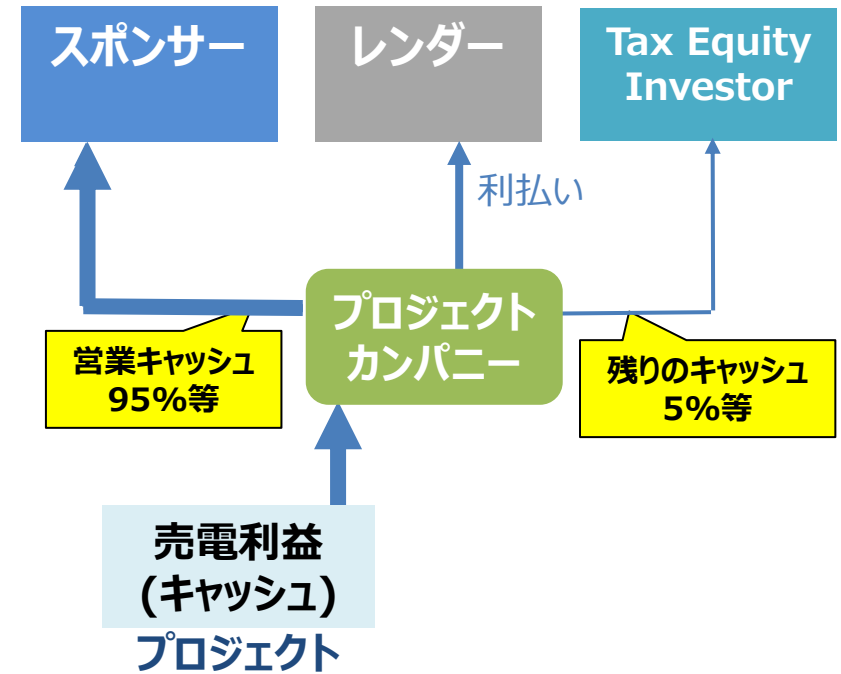 スポンサー
レンダー
Tax Equity
Investor
利払い
プロジェクト
カンパニー
営業キャッシュ
95%等
残りのキャッシュ
5%等
売電利益
(キャッシュ)
プロジェクト